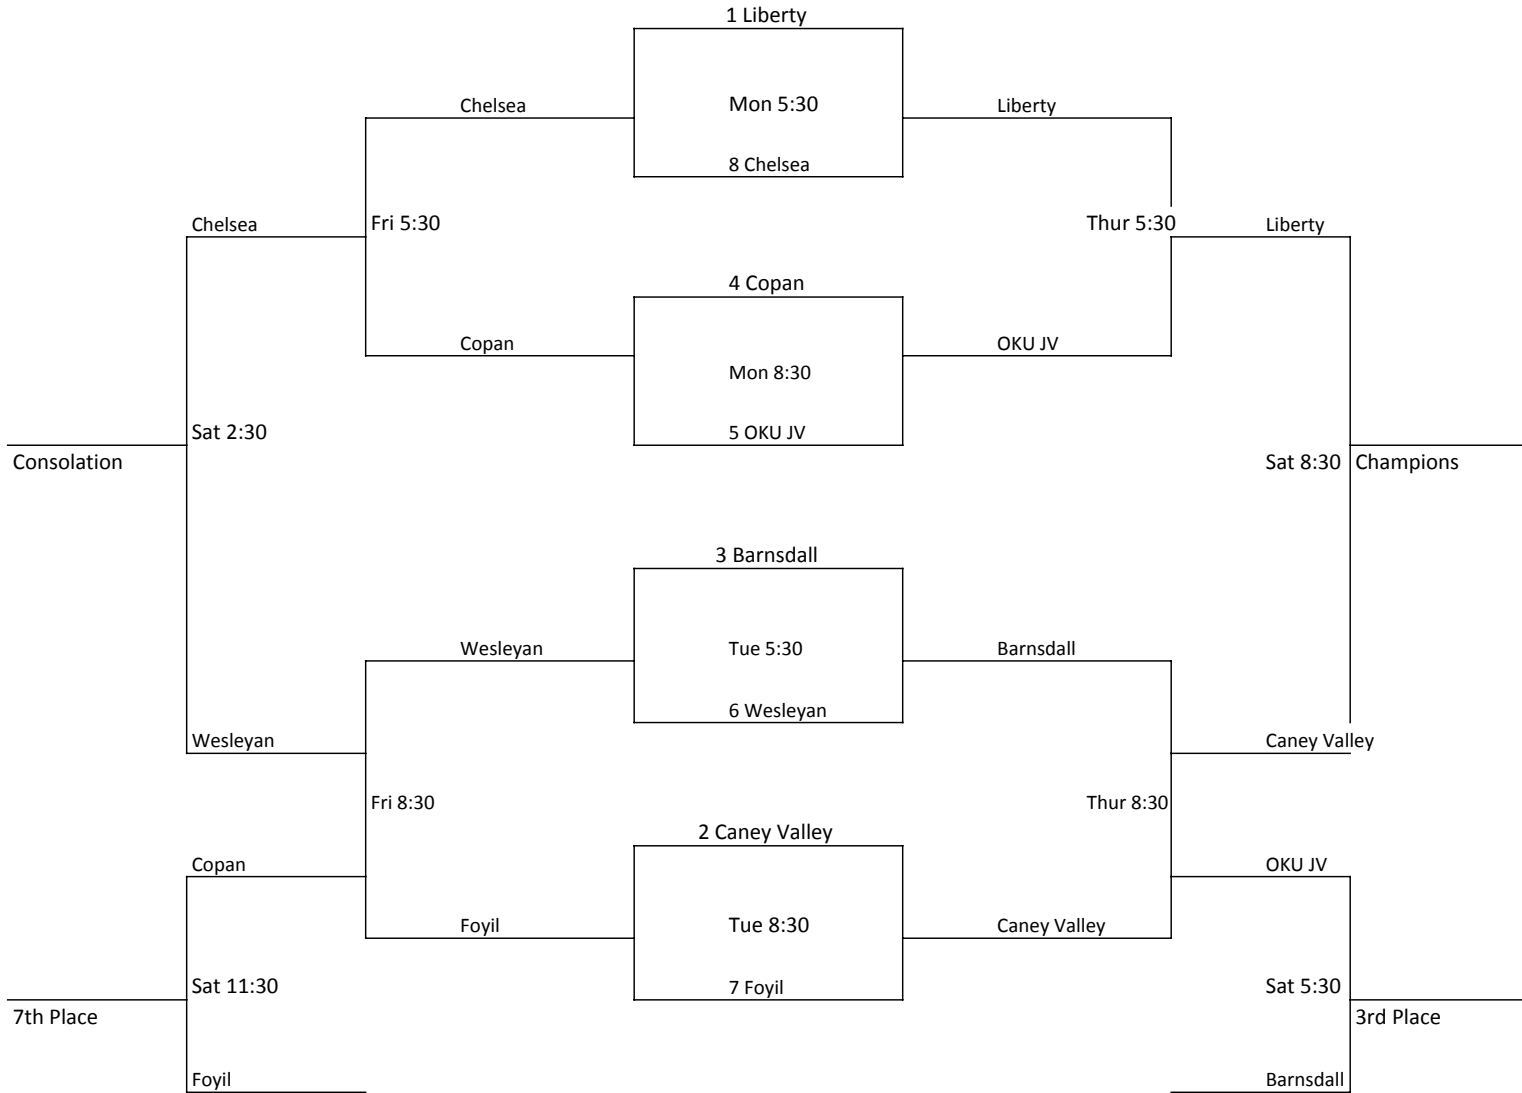 1 Liberty
Chelsea
Mon 5:30
Liberty
8 Chelsea
Chelsea
Fri 5:30
Thur 5:30
Liberty
4 Copan
Copan
Mon 8:30
OKU JV
Sat 2:30
5 OKU JV
Consolation
Sat 8:30
Champions
3 Barnsdall
Wesleyan
Tue 5:30
Barnsdall
6 Wesleyan
Wesleyan
Caney Valley
Fri 8:30
Thur 8:30
2 Caney Valley
Copan
OKU JV
Foyil
Tue 8:30
Caney Valley
Sat 11:30
7 Foyil
Sat 5:30
7th Place
3rd Place
Foyil
Barnsdall